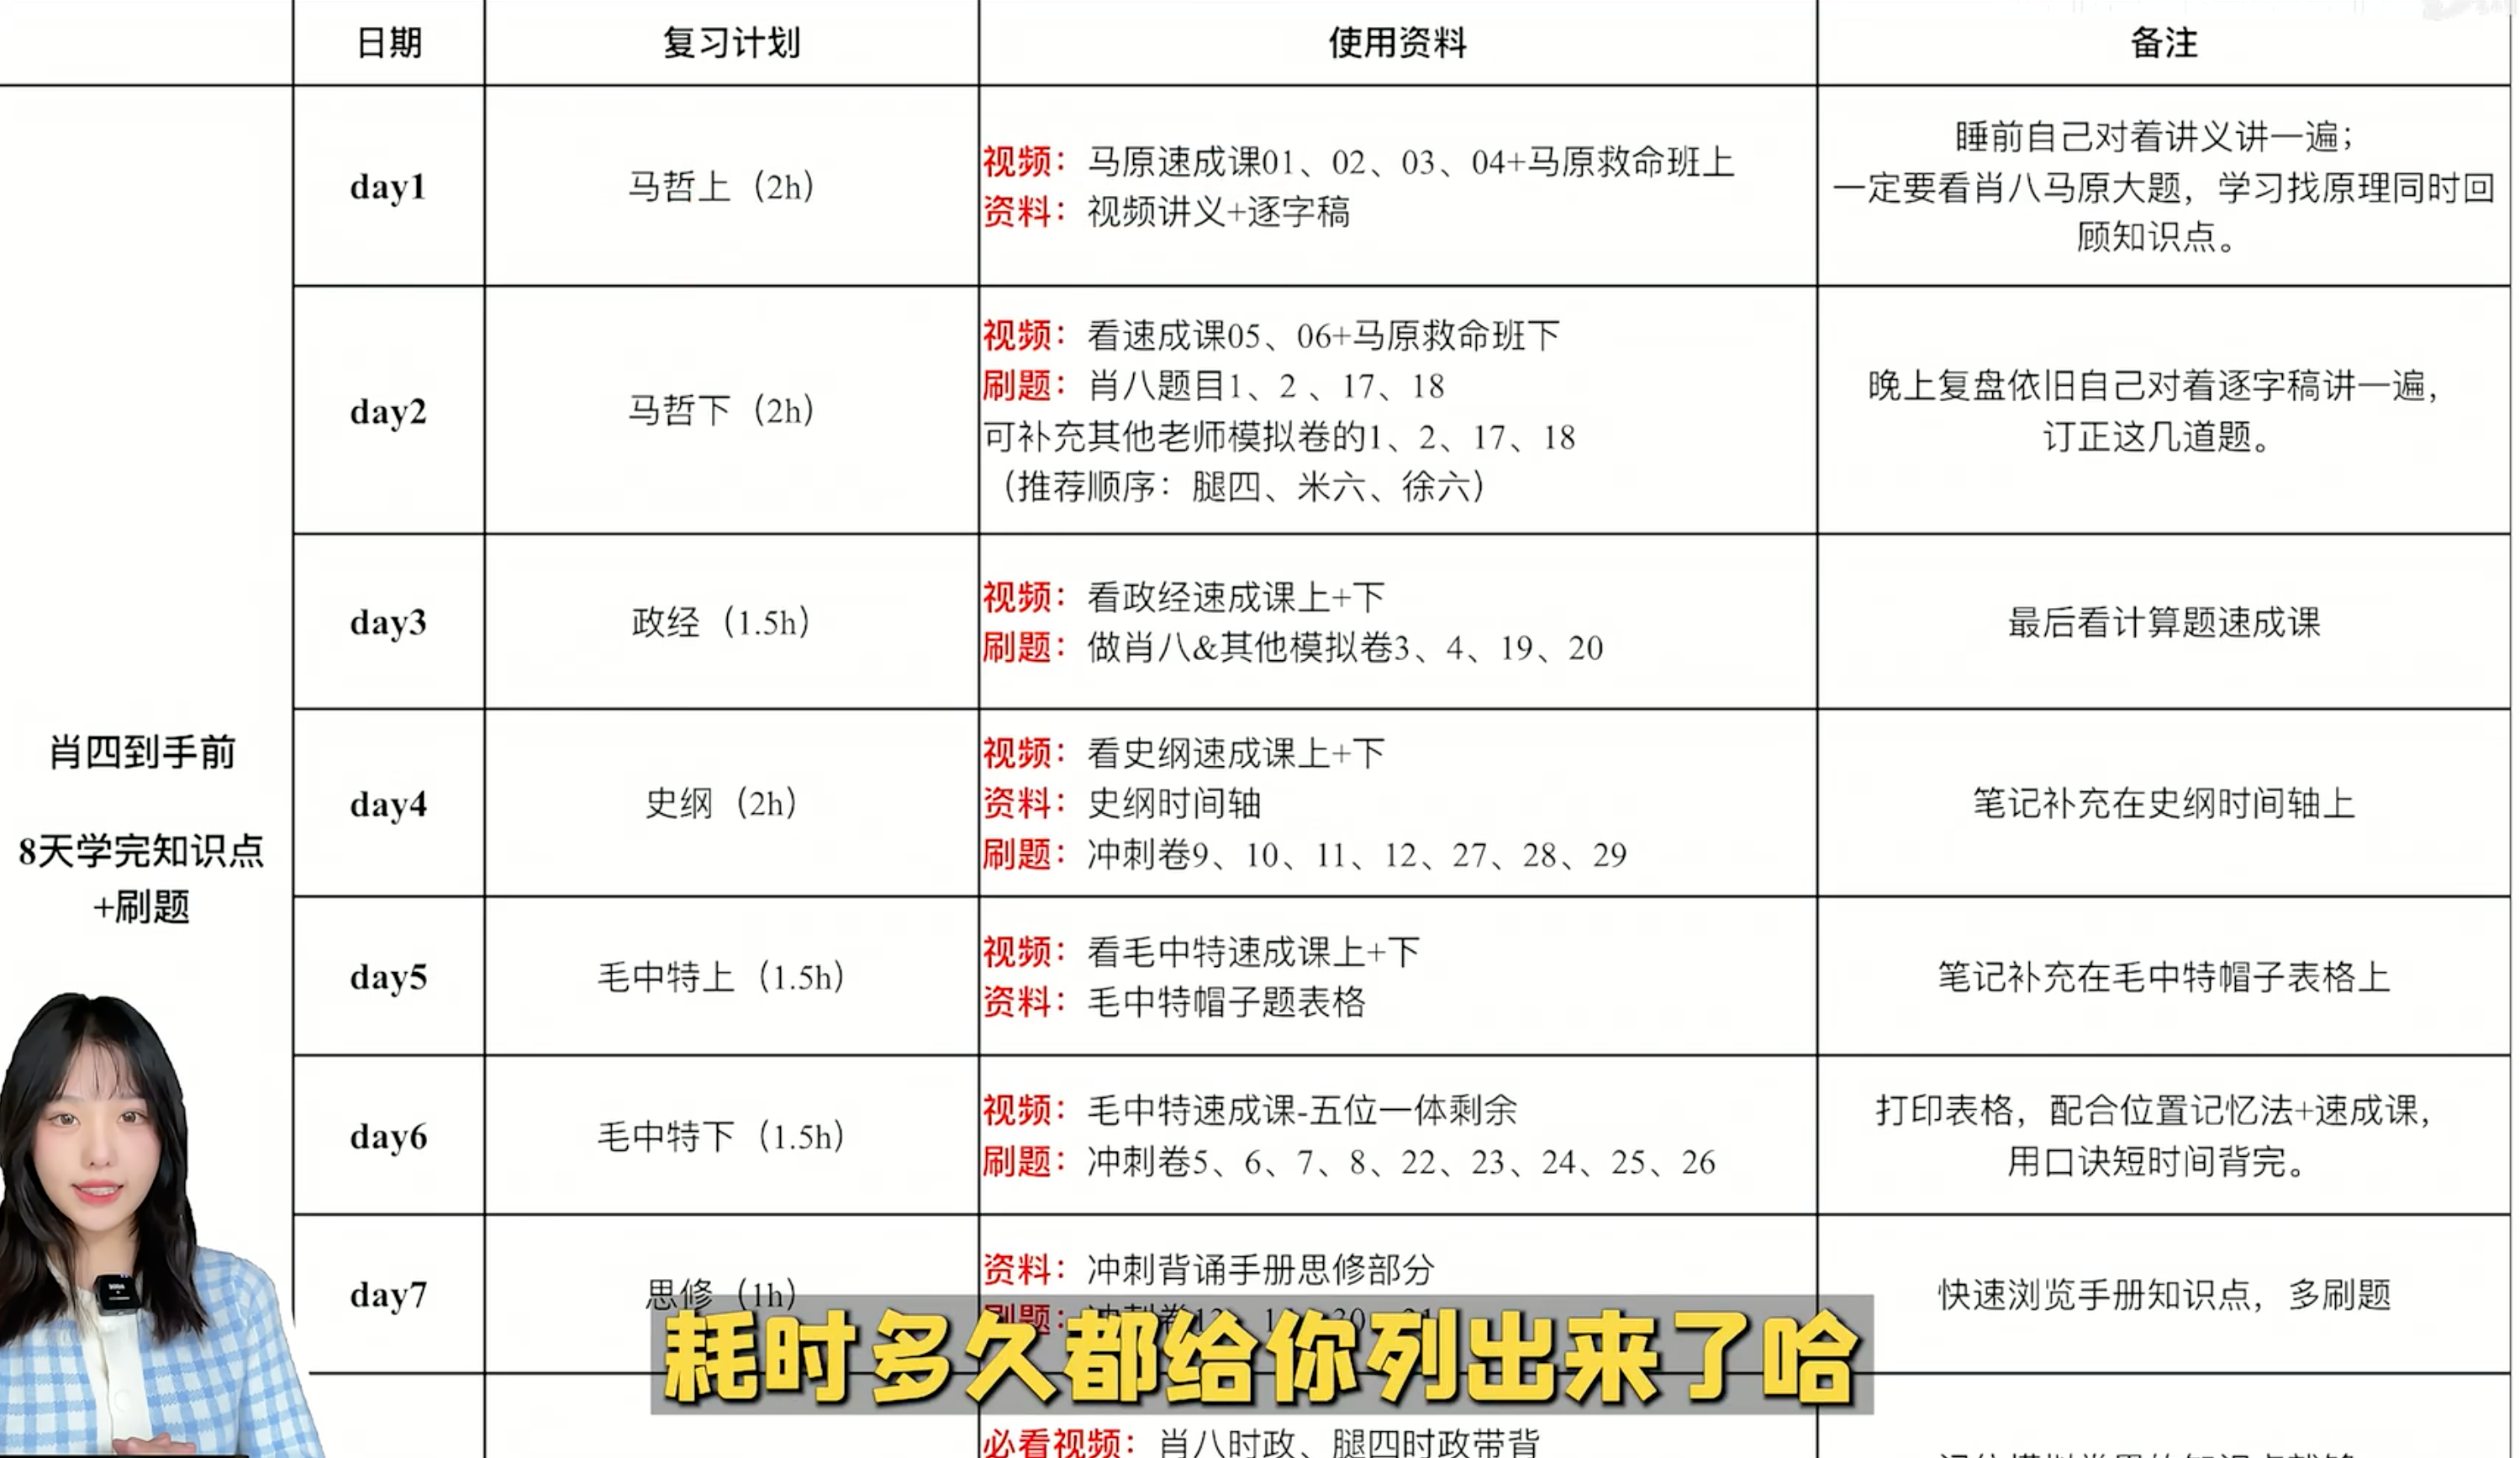 日期
复习计划
使用资料
备注
肖四到手前
8天学完知识点
+刷题
day1
马哲上（2h）
视频：马原速成课01、02、03、04+马原救命班上
资料：视频讲义+逐字稿
睡前自己对着讲义讲一遍；
一定要看肖八马原大题，学习找原理同时回
顾知识点。
day2
马哲下（2h）
视频：看速成课05、06+马原救命班下
刷题：肖八题目1、2 、17、18
可补充其他老师模拟卷的1、2、17、18
（推荐顺序：腿四、米六、徐六）
晚上复盘依旧自己对着逐字稿讲一遍，
订正这几道题。
day3
政经（1.5h）
视频：看政经速成课上+下
刷题：做肖八&其他模拟卷3、4、19、20
最后看计算题速成课
day4
史纲（2h）
视频：看史纲速成课上+下
资料：史纲时间轴
刷题：冲刺卷9、10、11、12、27、28、29
笔记补充在史纲时间轴上
day5
毛中特上（1.5h）
视频：看毛中特速成课上+下
资料：毛中特帽子题表格
笔记补充在毛中特帽子表格上
day6
毛中特下（1.5h）
视频：毛中特速成课-五位一体剩余
刷题：冲刺卷5、6、7、8、22、23、24、25、26
打印表格，配合位置记忆法+速成课，
用口诀短时间背完。
day7
思修（1h）
资料：冲刺背诵手册思修部分
刷题：冲刺卷
快速浏览手册知识点，多刷题
耗时多久都给你列出来了哈
必看视频：肖八时政、腿四时政带背